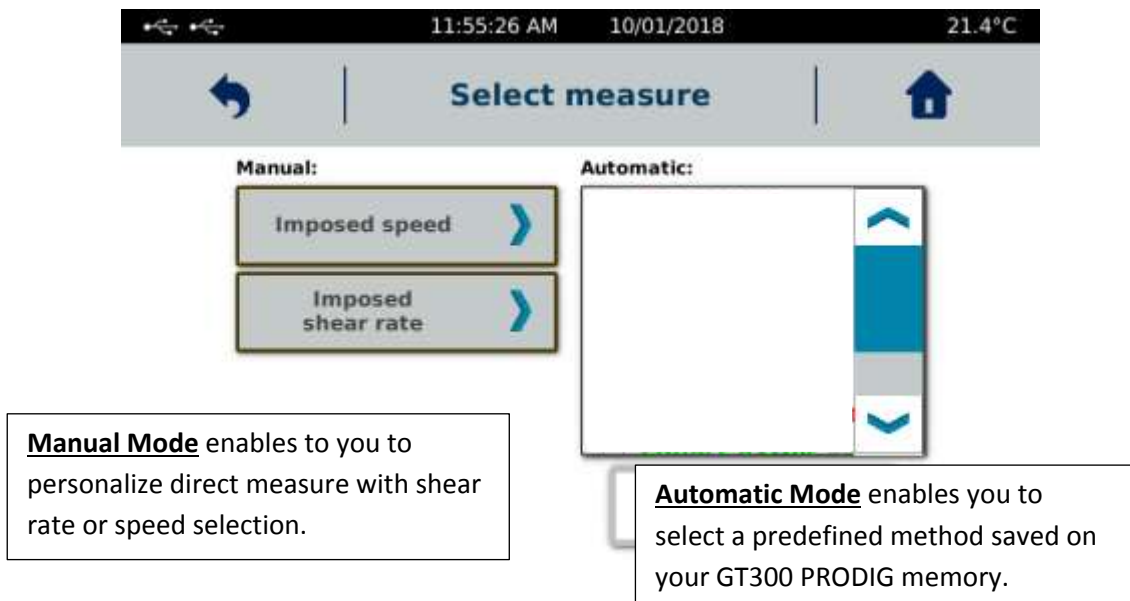 11:55:26 AM 10/01/2018 21.4°C
Select measure
Manual:
Automatic:
Imposed speed
Imposed
shear rate
Manual Mode enables to you to
personalize direct measure with shear
rate or speed selection.
Automatic Mode enables you to
select a predefined method saved on
your GT300 PRODIG memory.